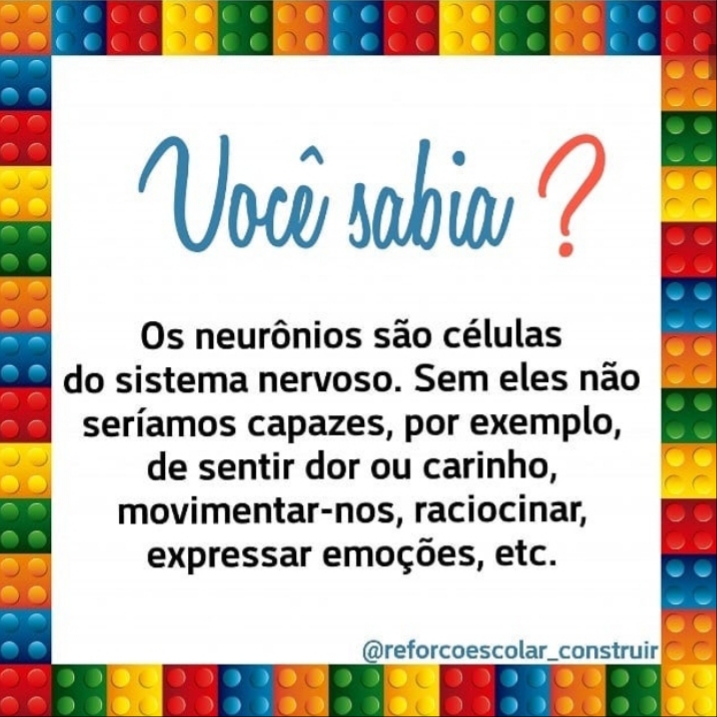 Você sabia ?
Os neurônios são células
do sistema nervoso. Sem eles não
seríamos capazes, por exemplo,
de sentir dor ou carinho,
movimentar-nos, raciocinar,
expressar emoções, etc.
@reforcoescolar_construir